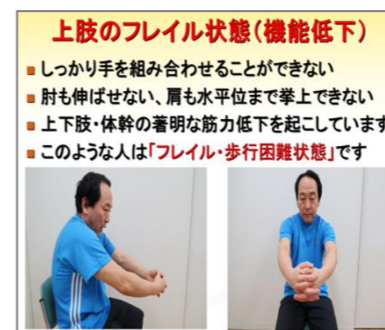 上肢のフレイル状態(機能低下)
■ しっかり手を組み合わせることができない
■ 肘も伸ばせない、肩も水平位まで挙上できない
■ 上下肢・体幹の著明な筋力低下を起こしています
■ このような人は「フレイル・歩行困難状態」です